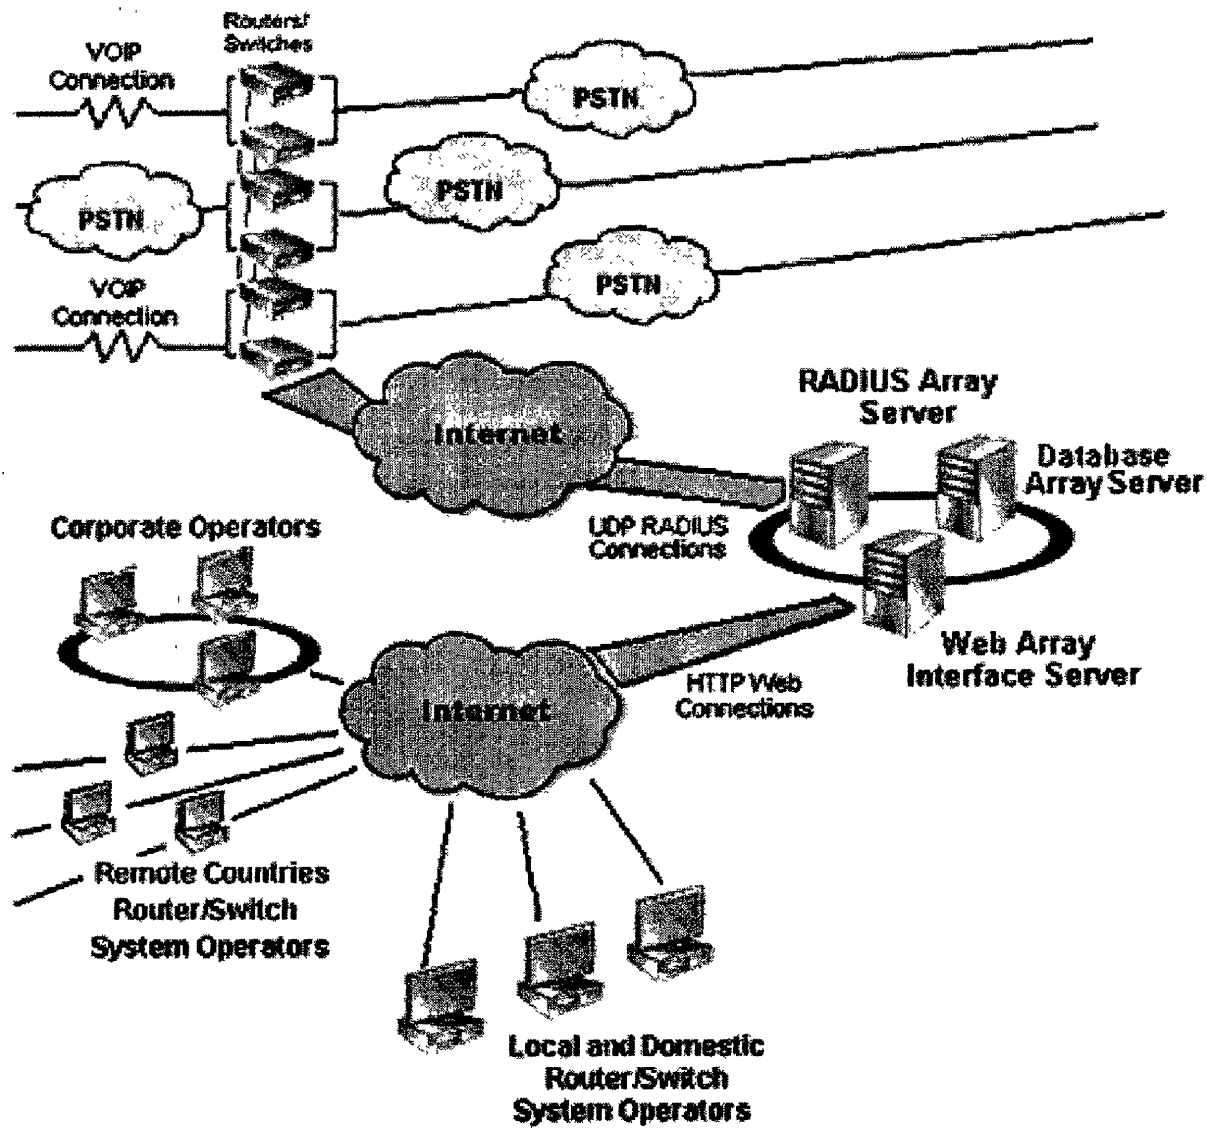 Routers/
Switches
VOIP
Connection
PSTN
PSTN
PSTN
VOIP
Connection
PSTN
Internet
RADIUS Array
Server
Database
Array Server
UDP RADIUS
Connections
Corporate Operators
Web Array
Interface Server
HTTP Web
Connections
Internet
Remote Countries
Router/Switch
System Operators
Local and Domestic
Router/Switch
System Operators